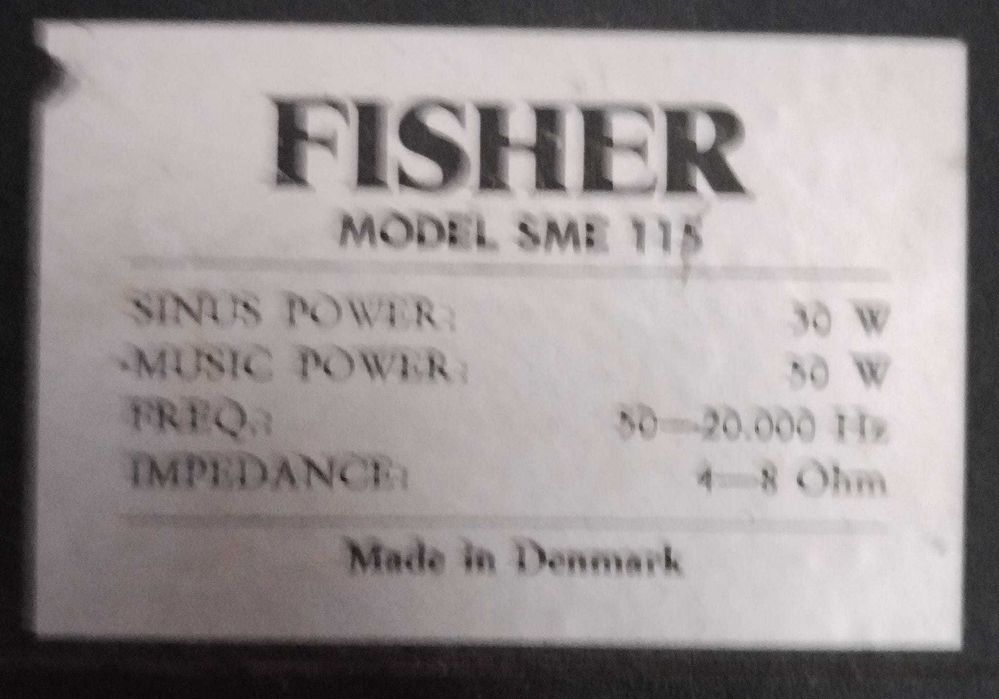 FISHER
MODEL SME 115
SINUS POWER: 30 W
MUSIC POWER: 50 W
FREQ.: 50—20.000 Hz
IMPEDANCE: 4—8 Ohm
Made in Denmark